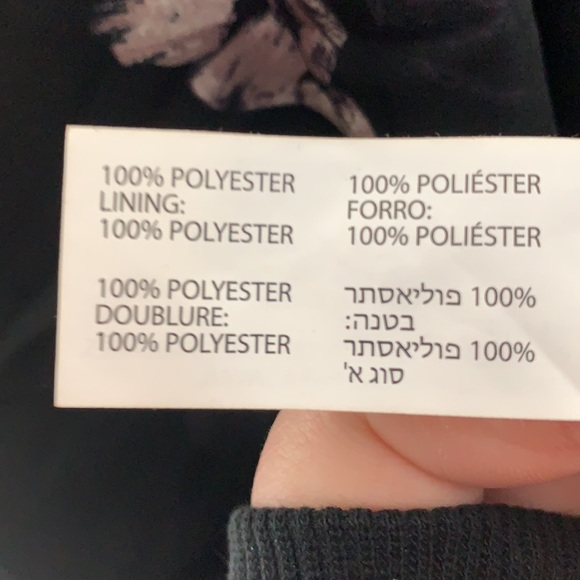 100% POLYESTER
LINING:
100% POLYESTER
100% POLIÉSTER
FORRO:
100% POLIÉSTER
100% POLYESTER
DOUBLURE:
100% POLYESTER
100% פוליאסתר
בטנה:
100% פוליאסתר
סוג א'